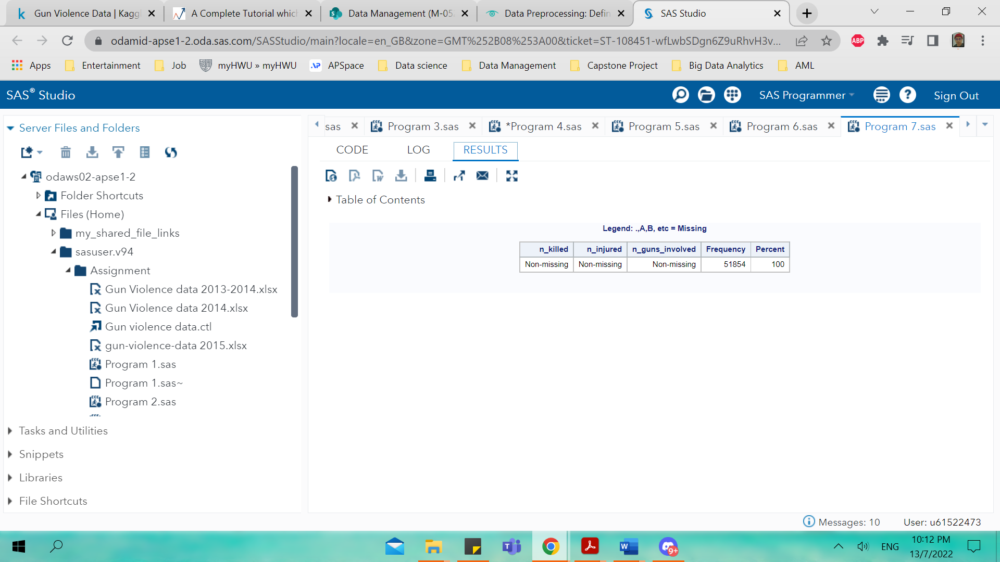 Gun Violence Data | Kaggl
A Complete Tutorial which
Data Management (M-05
Data Preprocessing: Defin
SAS Studio
odamid-apse1-2.oda.sas.com/SASStudio/main?locale=en_GB&zone=GMT%252B08%253A00&ticket=ST-108451-wfLwbSDgn6Z9uRhvH3v...
ABP
Apps
Entertainment
Job
myHWU » myHWU
APSpace
Data science
Data Management
Capstone Project
Big Data Analytics
AML
SAS® Studio
SAS Programmer
Sign Out
Server Files and Folders
odaws02-apse1-2
Folder Shortcuts
Files (Home)
my_shared_file_links
sasuser.v94
Assignment
Gun Violence data 2013-2014.xlsx
Gun Violence data 2014.xlsx
Gun violence data.ctl
gun-violence-data 2015.xlsx
Program 1.sas
Program 1.sas~
Program 2.sas
Tasks and Utilities
Snippets
Libraries
File Shortcuts
sas
Program 3.sas
*Program 4.sas
Program 5.sas
Program 6.sas
Program 7.sas
CODE
LOG
RESULTS
Table of Contents
Legend: .,A,B, etc = Missing
n_killed n_injured n_guns_involved Frequency Percent
Non-missing Non-missing Non-missing 51854 100
Messages: 10
User: u61522473
9+
ENG
10:12 PM
13/7/2022